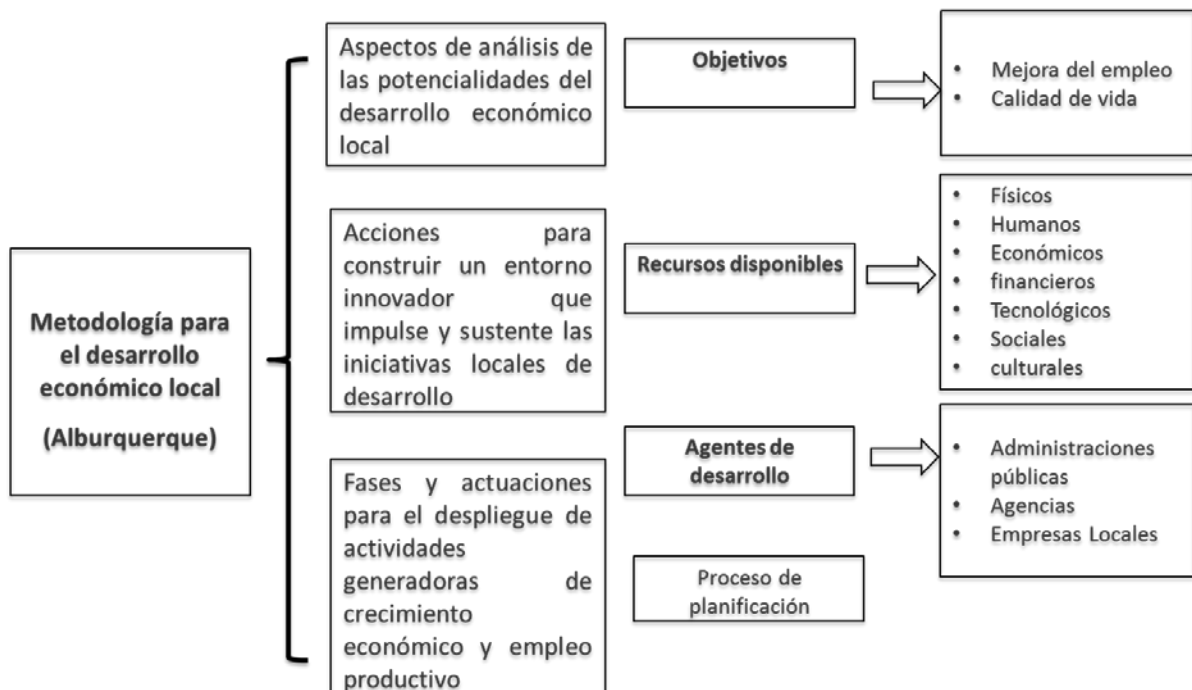 Metodología para
el desarrollo
económico local
(Alburquerque)
Aspectos de análisis de
las potencialidades del
desarrollo económico
local
Acciones para
construir un entorno
innovador que
impulse y sustente las
iniciativas locales de
desarrollo
Fases y actuaciones
para el despliegue de
actividades
generadoras de
crecimiento
económico y empleo
productivo
Objetivos
• Mejora del empleo
• Calidad de vida
Recursos disponibles
• Físicos
• Humanos
• Económicos
• financieros
• Tecnológicos
• Sociales
• culturales
Agentes de
desarrollo
• Administraciones
públicas
• Agencias
• Empresas Locales
Proceso de
planificación